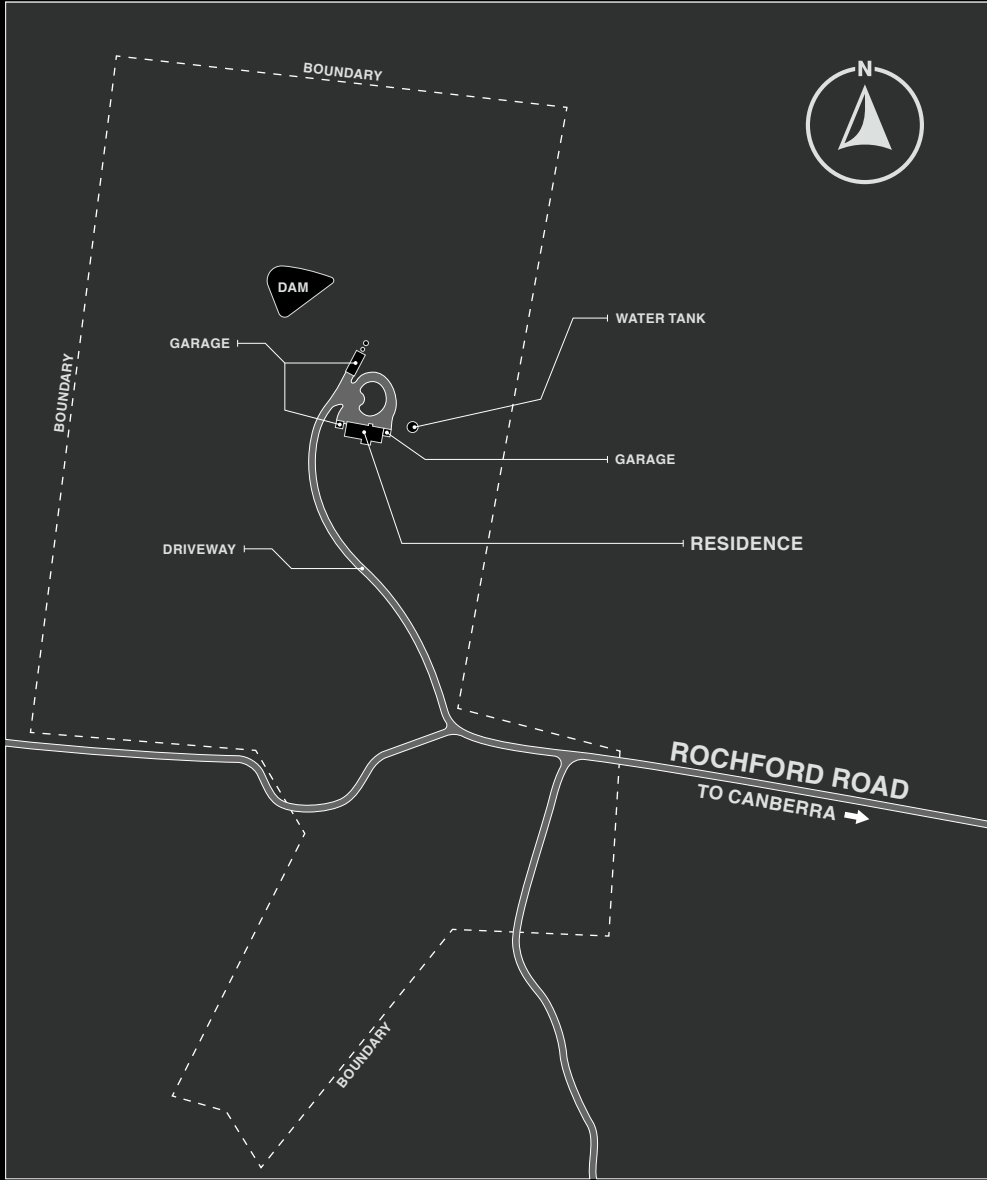 BOUNDARY
N
DAM
WATER TANK
GARAGE
BOUNDARY
GARAGE
RESIDENCE
DRIVEWAY
ROCHFORD ROAD
TO CANBERRA
BOUNDARY